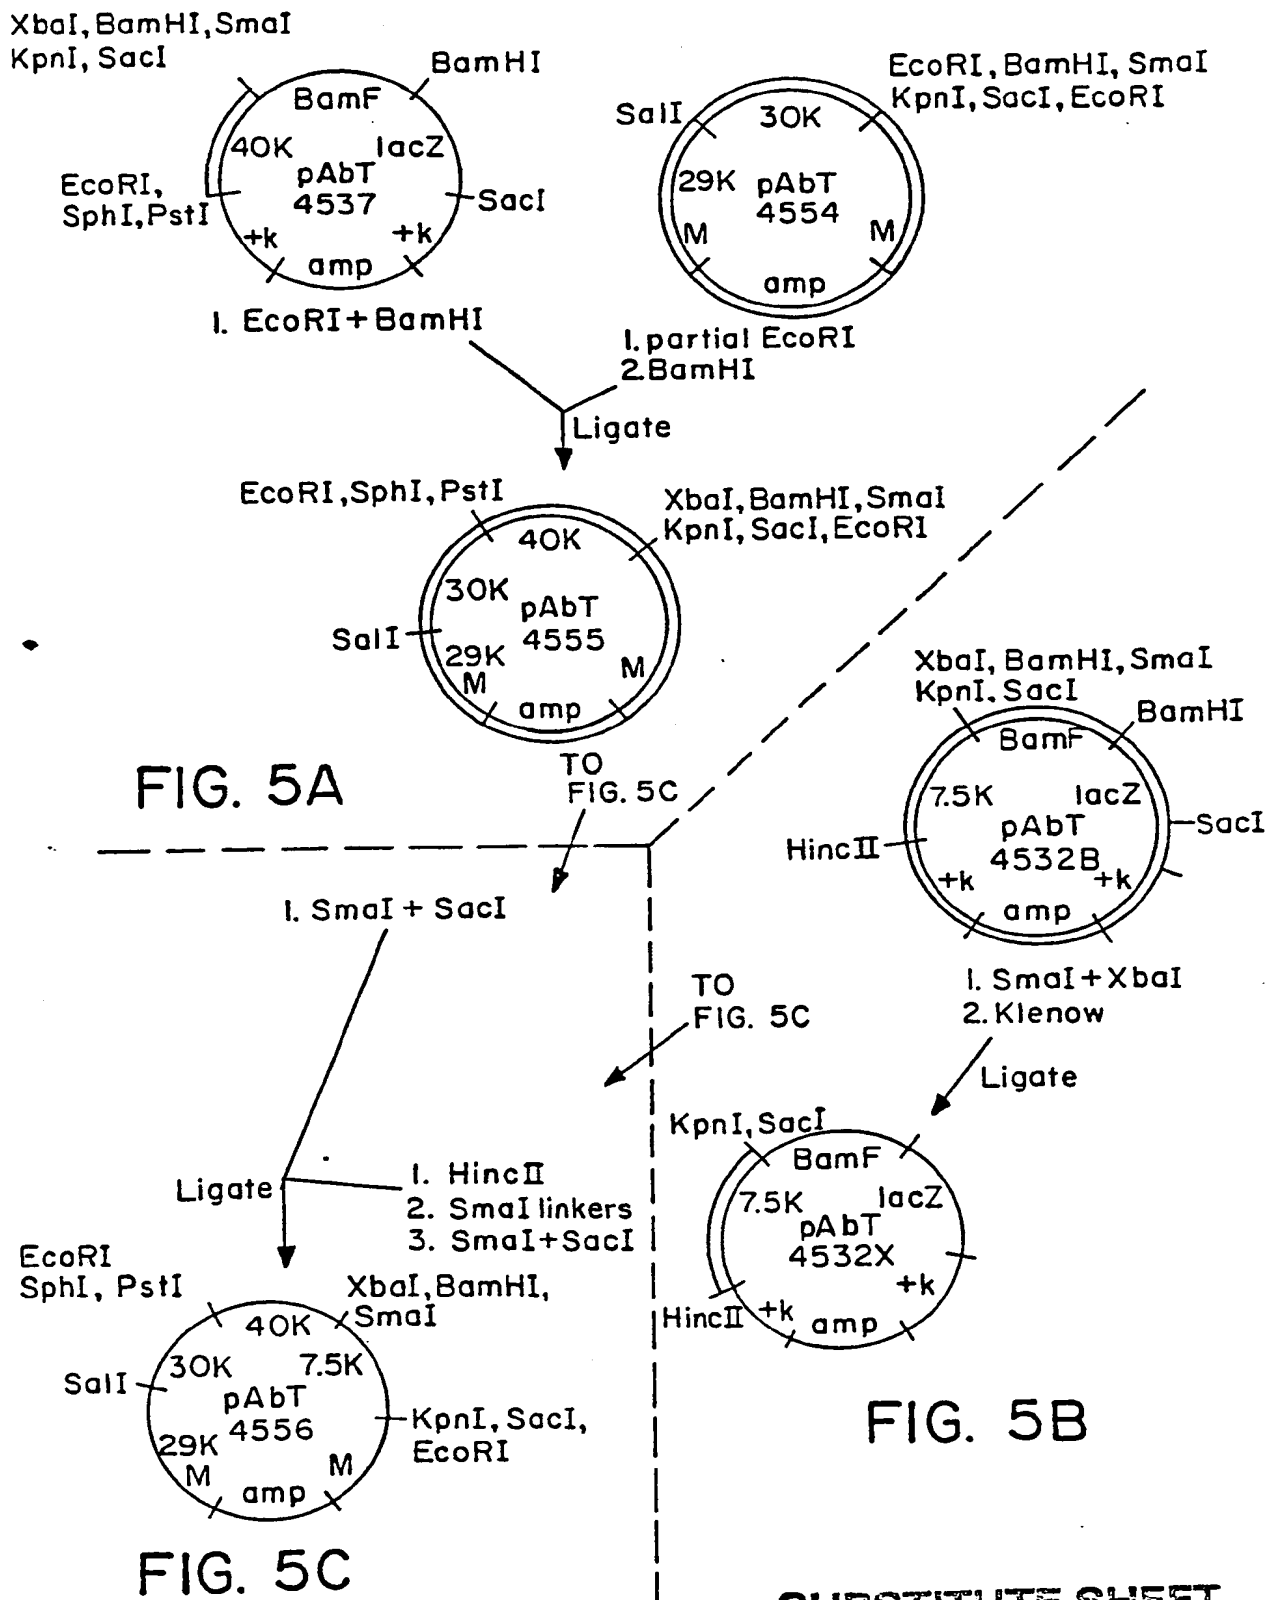 XbaI, BamHI, SmaI
KpnI, SacI
BamHI
BamF
40K
lacZ
pAbT
4537
EcoRI,
SphI, PstI
SacI
+k
+k
amp
1. EcoRI + BamHI
EcoRI, BamHI, SmaI
KpnI, SacI, EcoRI
SalI
30K
29K
pAbT
4554
M
M
amp
1. partial EcoRI
2. BamHI
Ligate
EcoRI, SphI, PstI
XbaI, BamHI, SmaI
KpnI, SacI, EcoRI
40K
30K
pAbT
4555
SalI
29K
M
M
amp
FIG. 5A
TO
FIG. 5C
XbaI, BamHI, SmaI
KpnI, SacI
BamHI
BamF
7.5K
lacZ
pAbT
4532B
SacI
HincII
+k
+k
amp
1. SmaI + XbaI
2. Klenow
Ligate
KpnI, SacI
BamF
7.5K
lacZ
pAbT
4532X
+k
HincII
+k
amp
FIG. 5B
1. SmaI + SacI
TO
FIG. 5C
Ligate
1. HincII
2. SmaI linkers
3. SmaI + SacI
EcoRI
SphI, PstI
XbaI, BamHI,
SmaI
40K
30K
7.5K
SalI
pAbT
4556
KpnI, SacI,
EcoRI
29K
M
M
amp
FIG. 5C
SUBSTITUTE SHEET